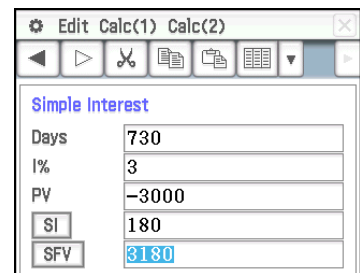 Edit Calc(1) Calc(2)
Simple Interest
Days 730
I% 3
PV −3000
SI 180
SFV 3180